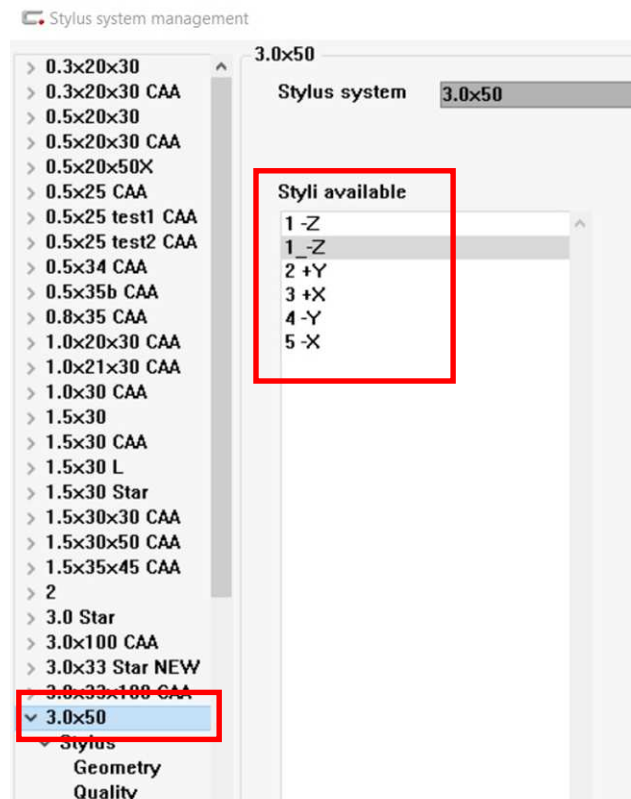 Stylus system management
0.3x20x30
0.3x20x30 CAA
0.5x20x30
0.5x20x30 CAA
0.5x20x50X
0.5x25 CAA
0.5x25 test1 CAA
0.5x25 test2 CAA
0.5x34 CAA
0.5x35b CAA
0.8x35 CAA
1.0x20x30 CAA
1.0x21x30 CAA
1.0x30 CAA
1.5x30
1.5x30 CAA
1.5x30 L
1.5x30 Star
1.5x30x30 CAA
1.5x30x50 CAA
1.5x35x45 CAA
2
3.0 Star
3.0x100 CAA
3.0x33 Star NEW
3.0x33x100 CAA
3.0x50
Stylus
Geometry
Quality
3.0x50
Stylus system 3.0x50
Styli available
1 -Z
1_-Z
2 +Y
3 +X
4 -Y
5 -X